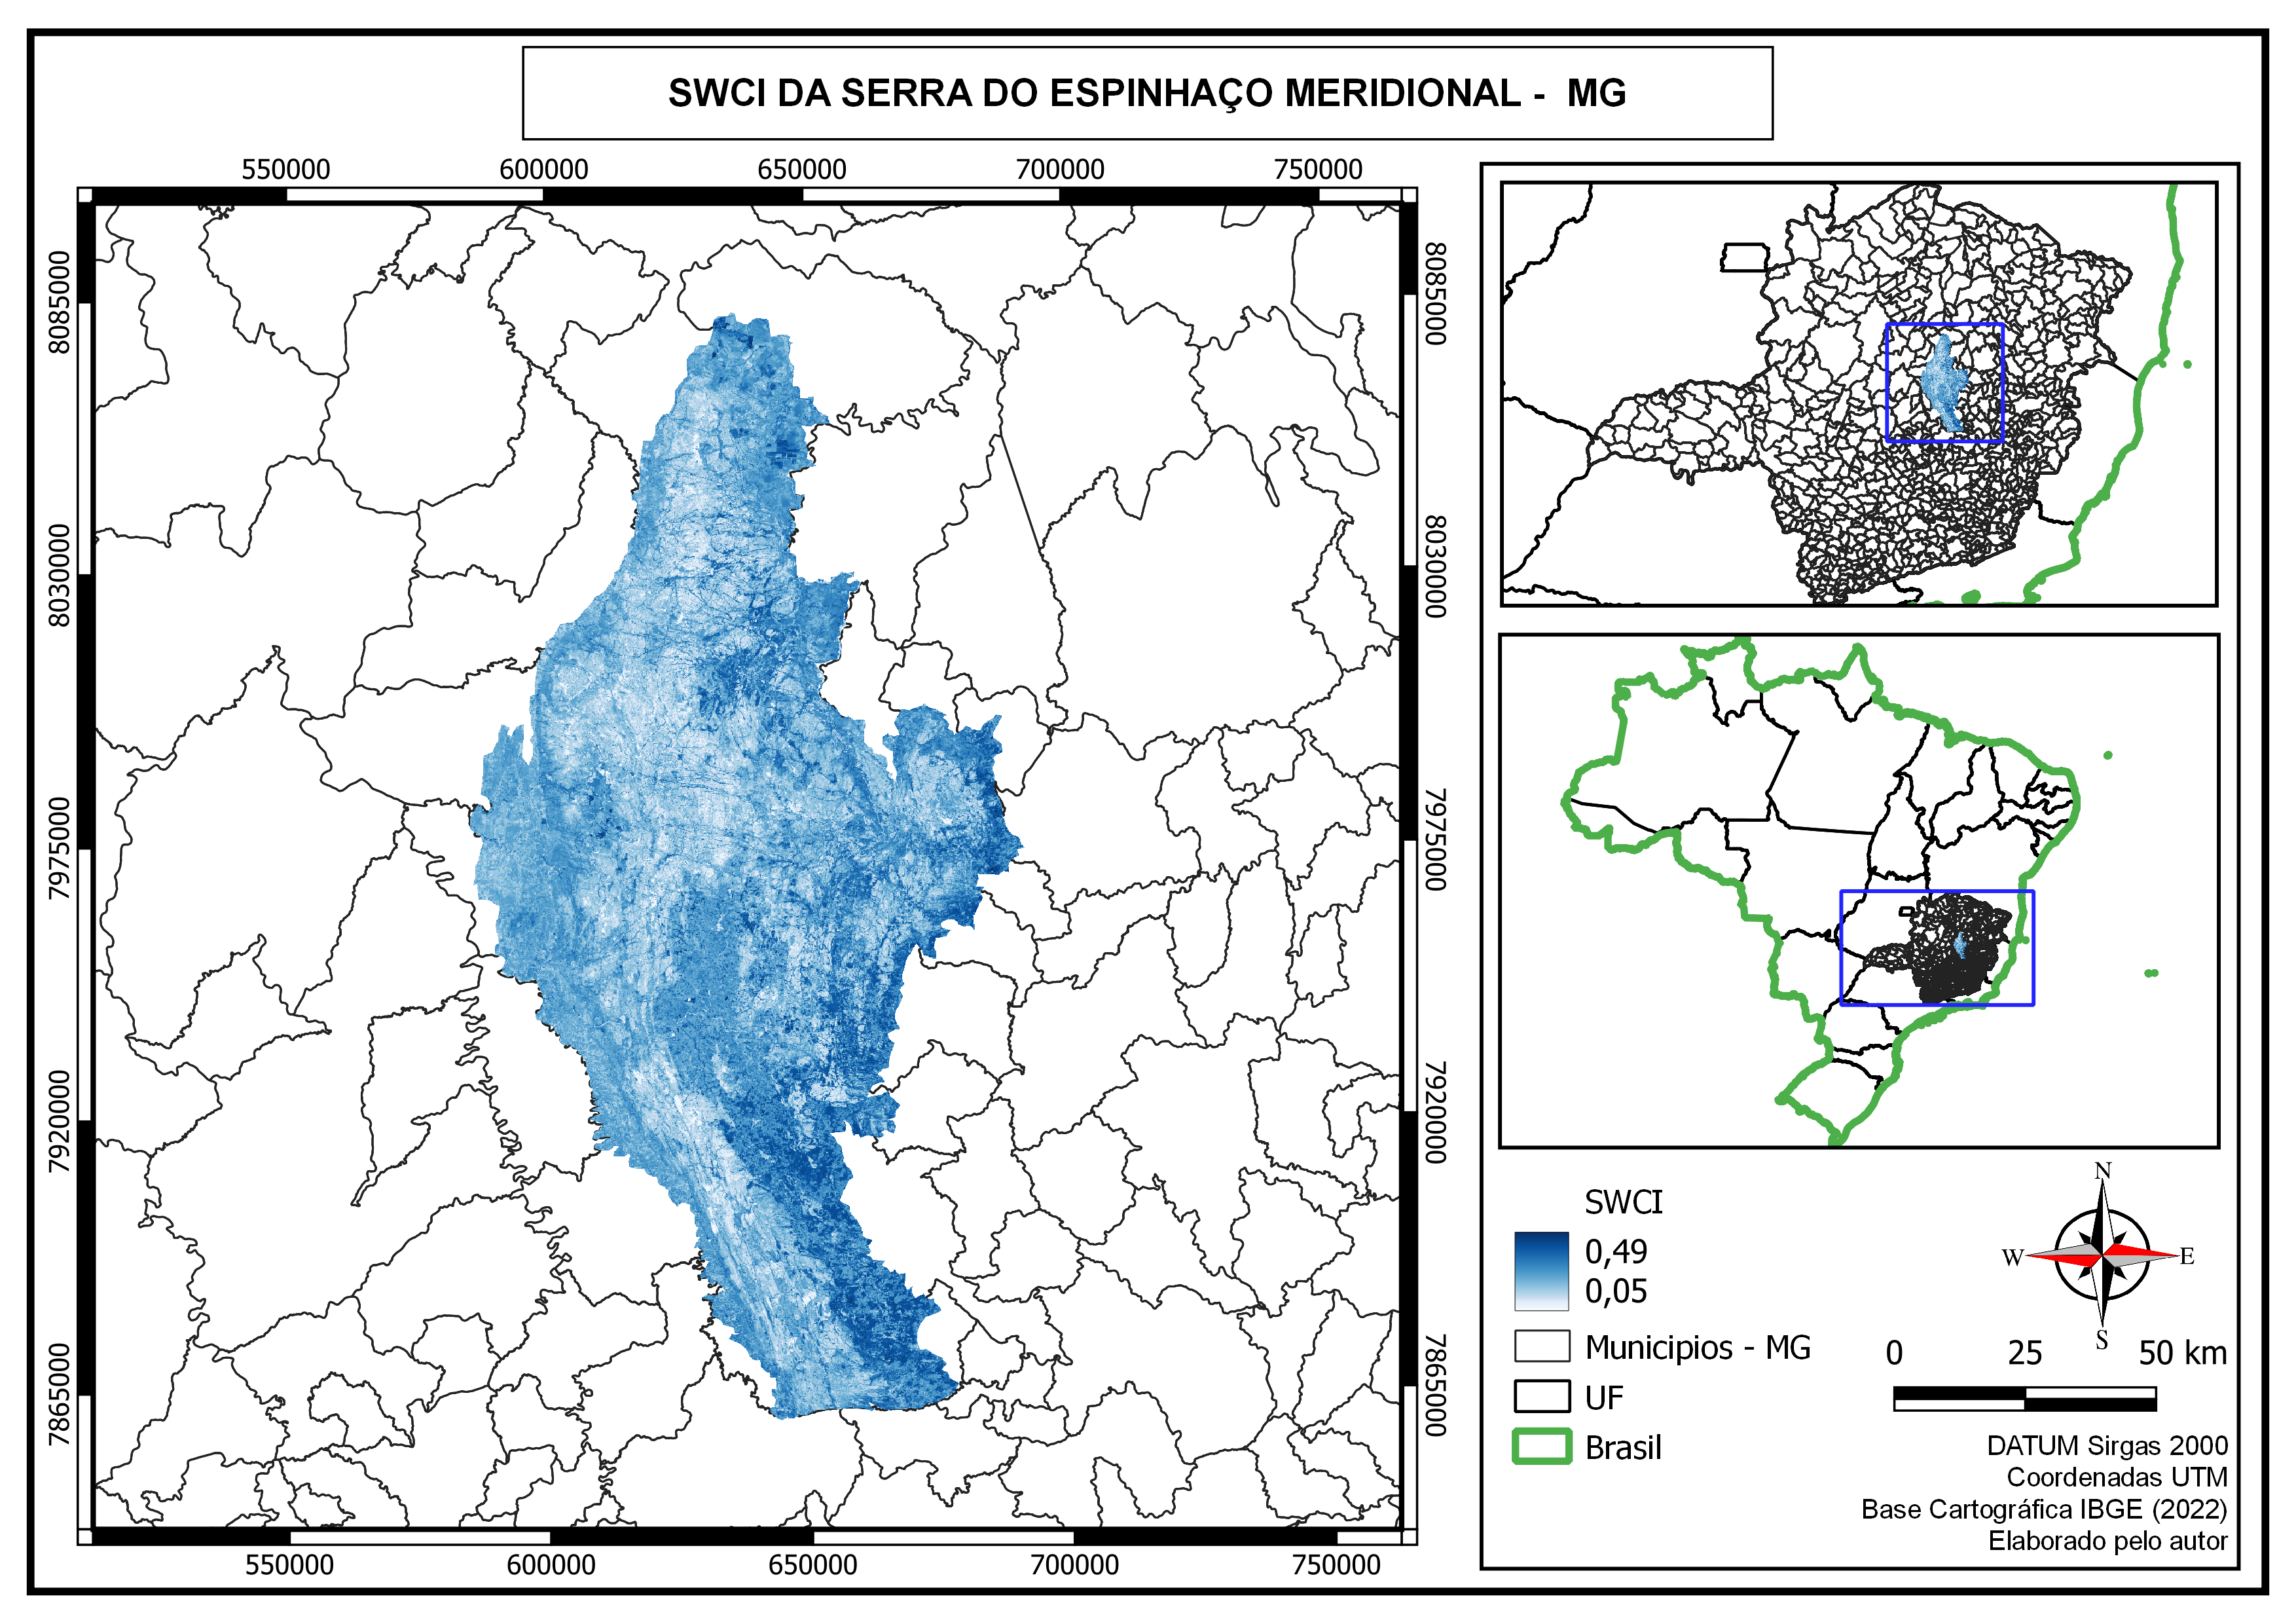 SWCI DA SERRA DO ESPINHAÇO MERIDIONAL -  MG
550000 600000 650000 700000 750000
8085000
8030000
7975000
7920000
7865000
8085000
8030000
7975000
7920000
7865000
550000 600000 650000 700000 750000
SWCI
0,49
0,05
Municipios - MG
UF
Brasil
N
W E
S
0 25 50 km
DATUM Sirgas 2000
Coordenadas UTM
Base Cartográfica IBGE (2022)
Elaborado pelo autor